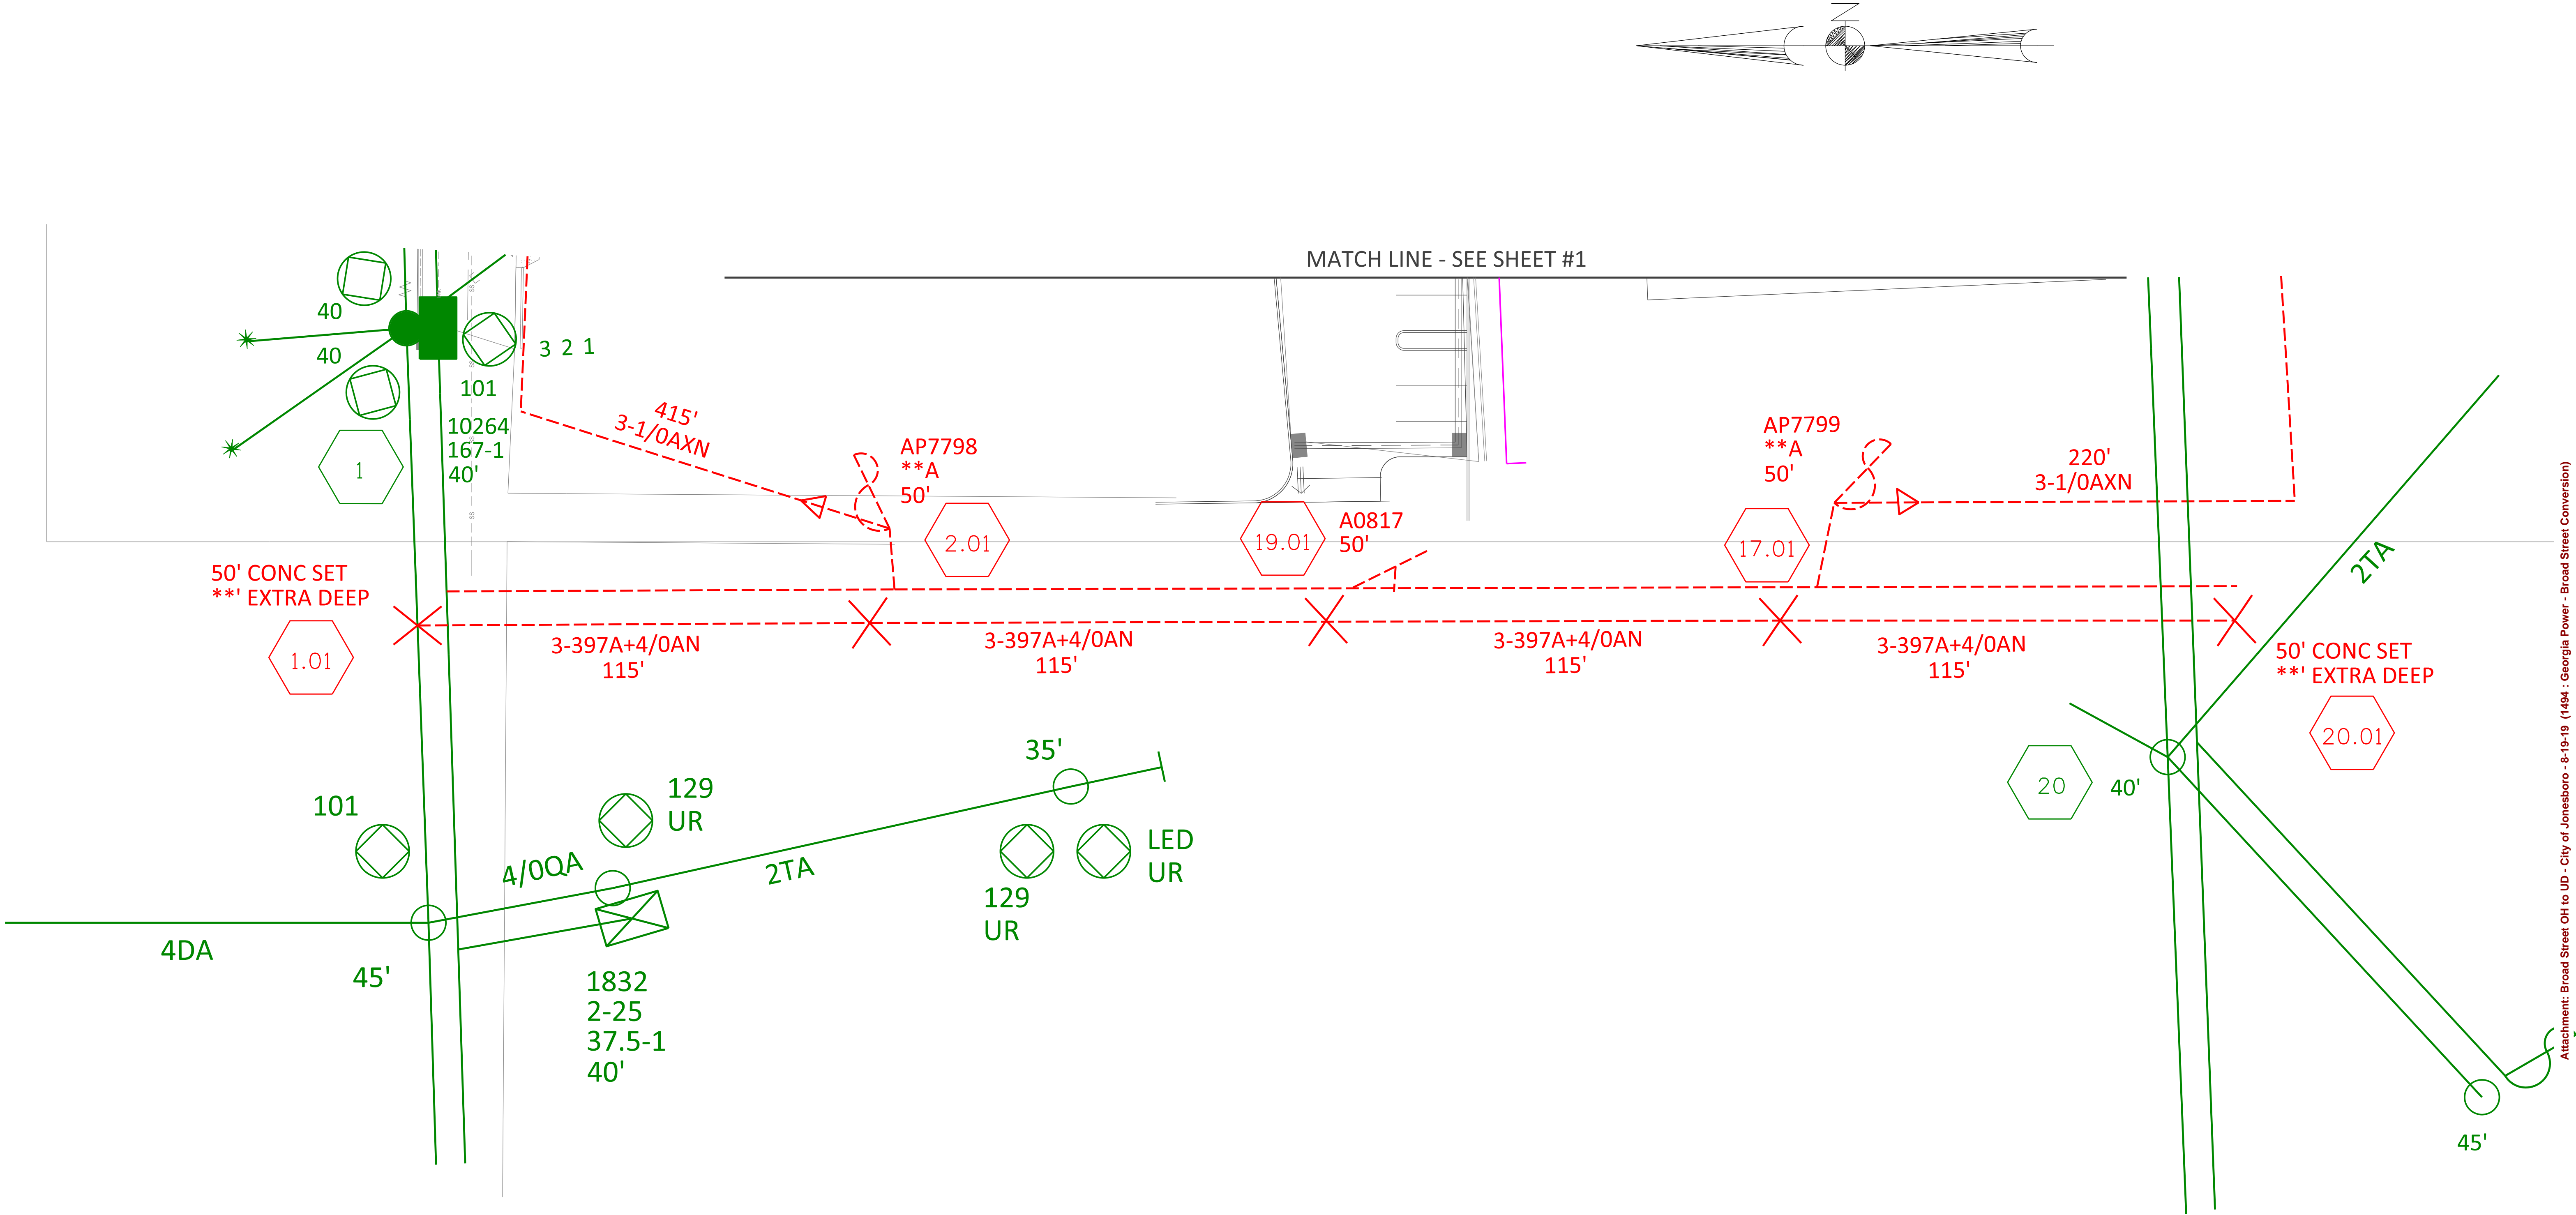 N
MATCH LINE - SEE SHEET #1
40
40
3 2 1
101
10264
167-1
40'
1
SS
SS
SS
SS
415'
3-1/0AXN
AP7798
**A
50'
2.01
19.01
A0817
50'
AP7799
**A
50'
17.01
220'
3-1/0AXN
2TA
50' CONC SET
**' EXTRA DEEP
1.01
3-397A+4/0AN
115'
3-397A+4/0AN
115'
3-397A+4/0AN
115'
3-397A+4/0AN
115'
50' CONC SET
**' EXTRA DEEP
20.01
20
40'
101
129
UR
35'
4/0QA
2TA
LED
UR
129
UR
4DA
45'
1832
2-25
37.5-1
40'
45'
Attachment: Broad Street OH to UD - City of Jonesboro - 8-19-19 (1494 : Georgia Power - Broad Street Conversion)